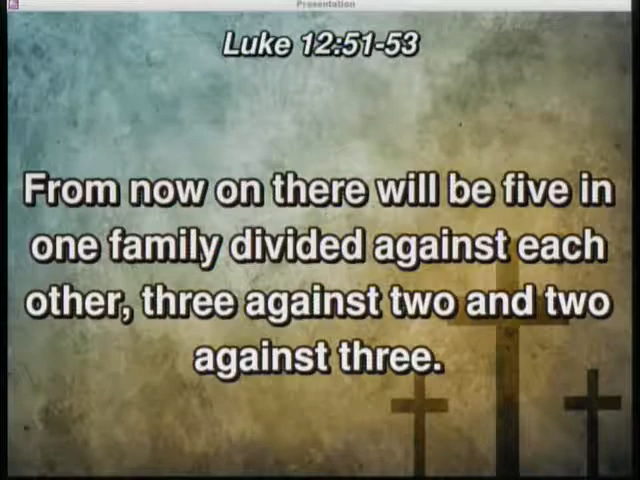 Presentation
Luke 12:51-53
From now on there will be five in
one family divided against each
other, three against two and two
against three.